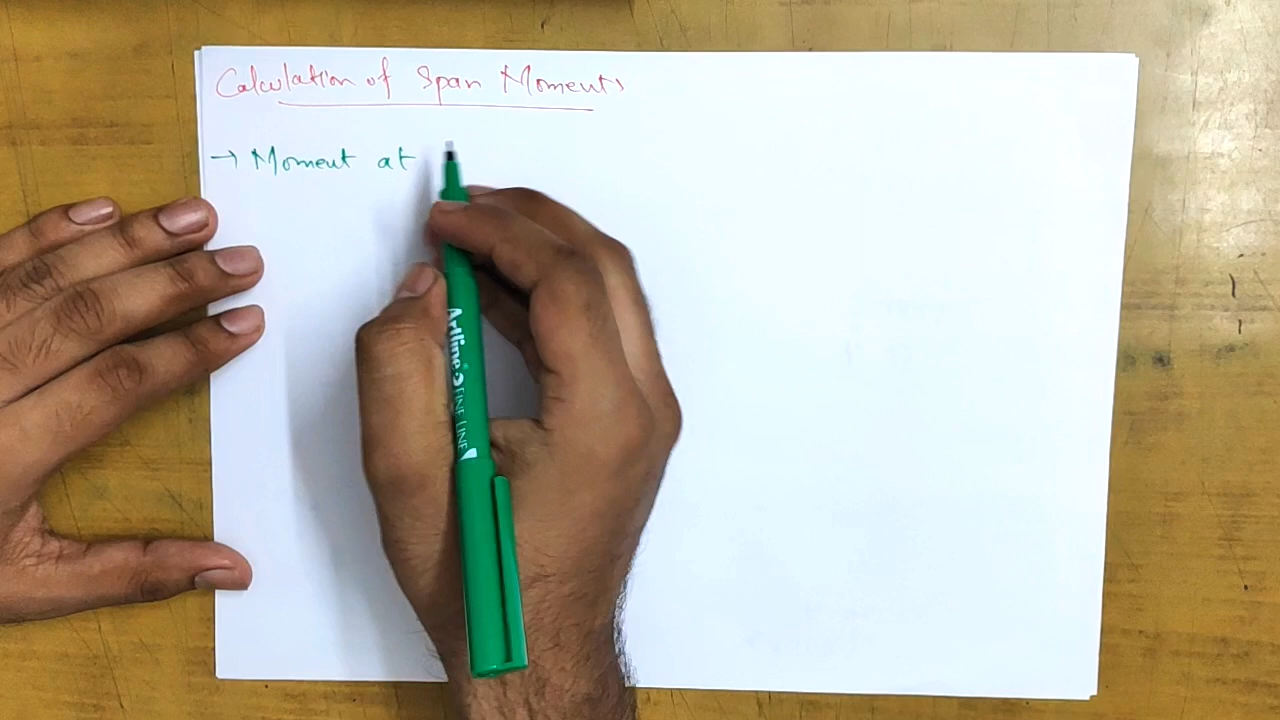 Calculation of Span Moments
→ Moment at
Artline FINE LINE